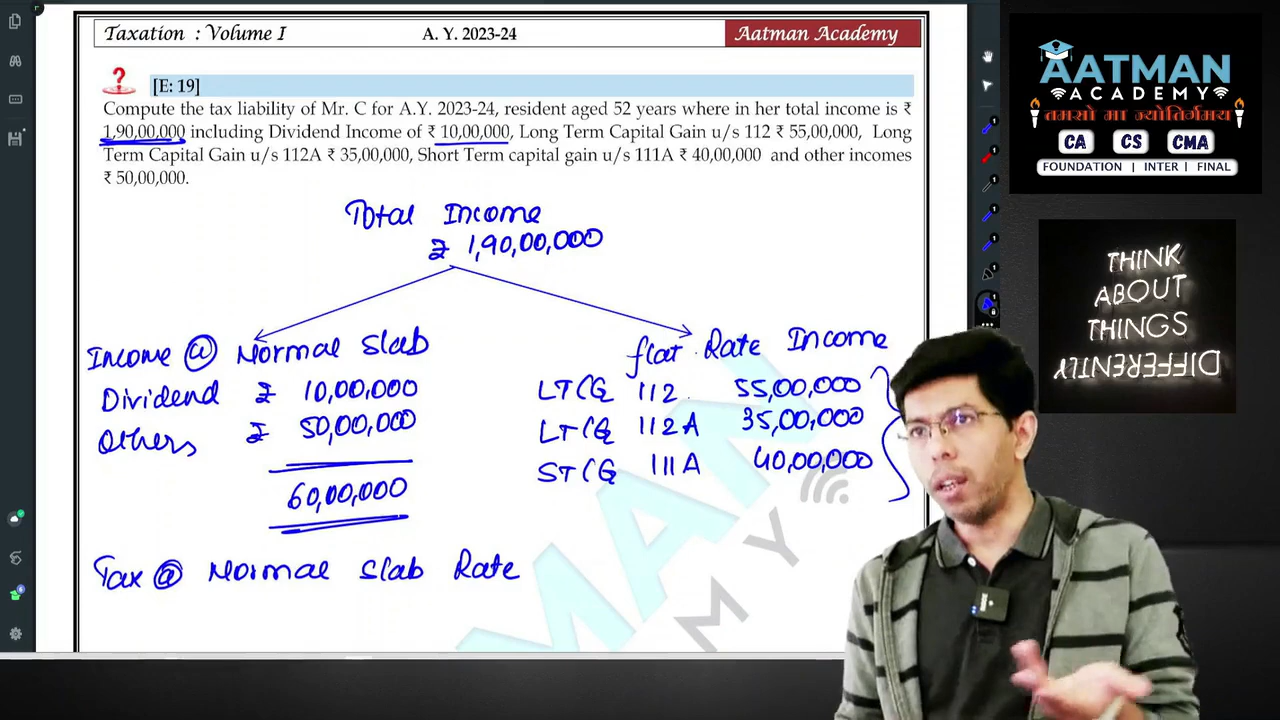 Taxation : Volume I A. Y. 2023-24 Aatman Academy
[E: 19]
Compute the tax liability of Mr. C for A.Y. 2023-24, resident aged 52 years where in her total income is ₹
1,90,00,000 including Dividend Income of ₹ 10,00,000, Long Term Capital Gain u/s 112 ₹ 55,00,000, Long
Term Capital Gain u/s 112A ₹ 35,00,000, Short Term capital gain u/s 111A ₹ 40,00,000 and other incomes
₹ 50,00,000.
Total Income
₹ 1,90,00,000
Income @ Normal Slab
Dividend ₹ 10,00,000
Others ₹ 50,00,000
60,00,000
Tax @ Normal Slab Rate
flat Rate Income
LTCG 112 55,00,000
LTCG 112A 35,00,000
STCG 111A 40,00,000
AATMAN
ACADEMY
तमसो मा ज्योतिर्गमय
CA CS CMA
FOUNDATION | INTER | FINAL
THINK
ABOUT
THINGS
DIFFERENTLY